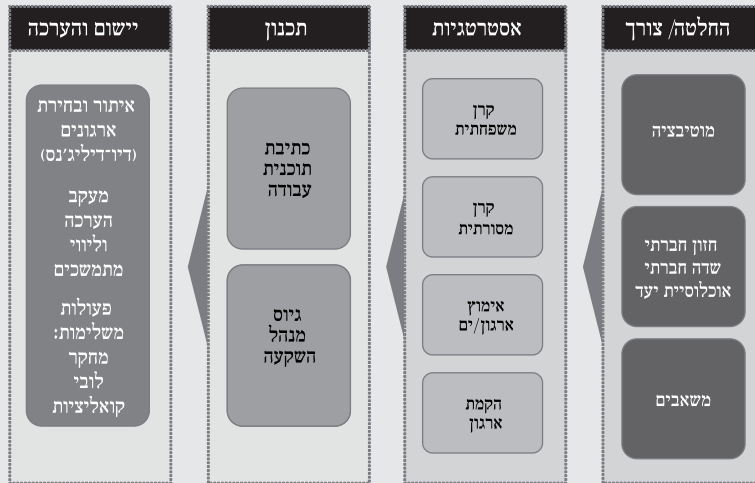 החלטה/ צורך
מוטיבציה
חזון חברתי
שדה חברתי
אוכלוסיית יעד
משאבים
אסטרטגיות
קרן
משפחתית
קרן
מסורתית
אימוץ
ארגון/ים
הקמת
ארגון
תכנון
כתיבת
תוכנית
עבודה
גיוס
מנהל
השקעה
יישום והערכה
איתור ובחירת
ארגונים
(דיו־דיליג'נס)
מעקב
הערכה
וליווי
מתמשכים
פעולות
משלימות:
מחקר
לובי
קואליציות